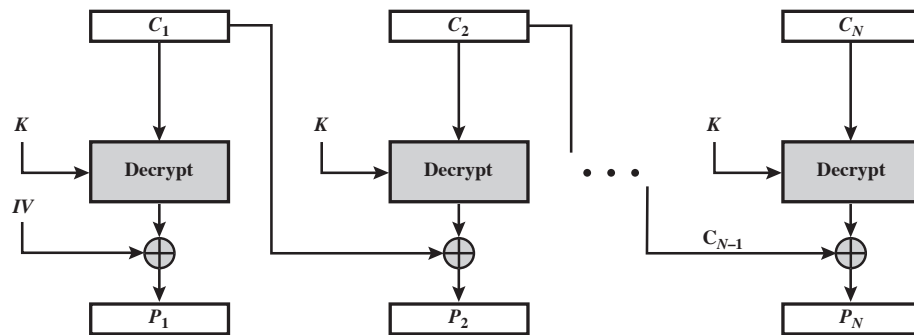 C1 C2 CN
K K K
Decrypt Decrypt Decrypt
IV
CN–1
P1 P2 PN